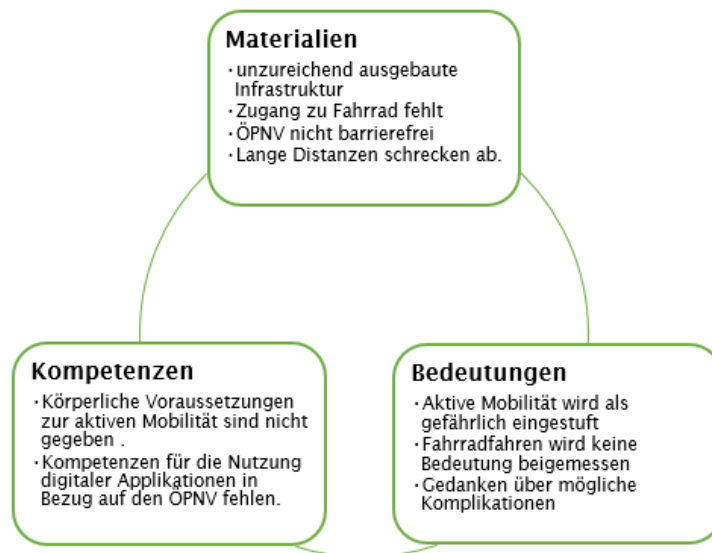 Materialien
· unzureichend ausgebaute
Infrastruktur
· Zugang zu Fahrrad fehlt
· ÖPNV nicht barrierefrei
· Lange Distanzen schrecken ab.
Kompetenzen
· Körperliche Voraussetzungen
zur aktiven Mobilität sind nicht
gegeben .
· Kompetenzen für die Nutzung
digitaler Applikationen in
Bezug auf den ÖPNV fehlen.
Bedeutungen
· Aktive Mobilität wird als
gefährlich eingestuft
· Fahrradfahren wird keine
Bedeutung beigemessen
· Gedanken über mögliche
Komplikationen